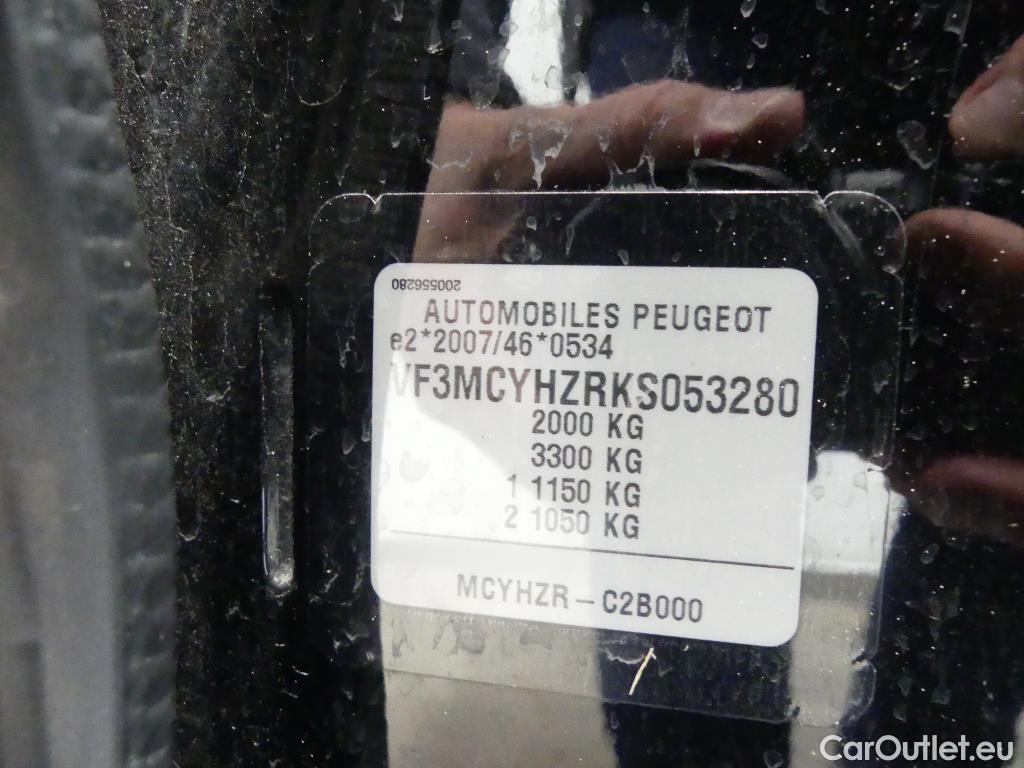 200556280
AUTOMOBILES PEUGEOT
e2*2007/46*0534
VF3MCYHZRKS053280
2000 KG
3300 KG
1 1150 KG
2 1050 KG
MCYHZR – C2B000
CarOutlet.eu